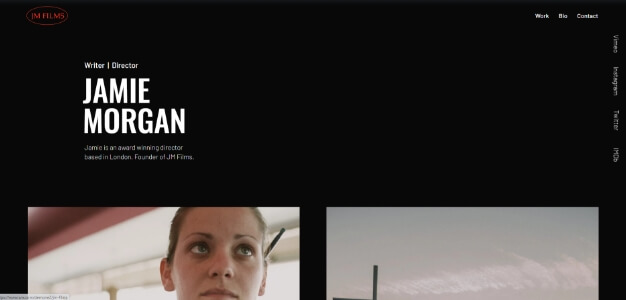 JM FILMS
Work Bio Contact
Vimeo
Instagram
Twitter
IMDb
Writer | Director
JAMIE
MORGAN
Jamie is an award winning director
based in London. Founder of JM Films.